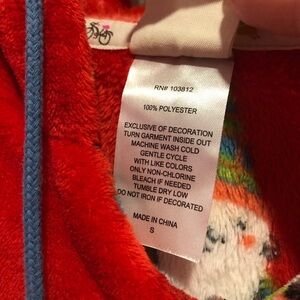 RN# 103812
100% POLYESTER
EXCLUSIVE OF DECORATION
TURN GARMENT INSIDE OUT
MACHINE WASH COLD
GENTLE CYCLE
WITH LIKE COLORS
ONLY NON-CHLORINE
BLEACH IF NEEDED
TUMBLE DRY LOW
DO NOT IRON IF DECORATED
MADE IN CHINA
S